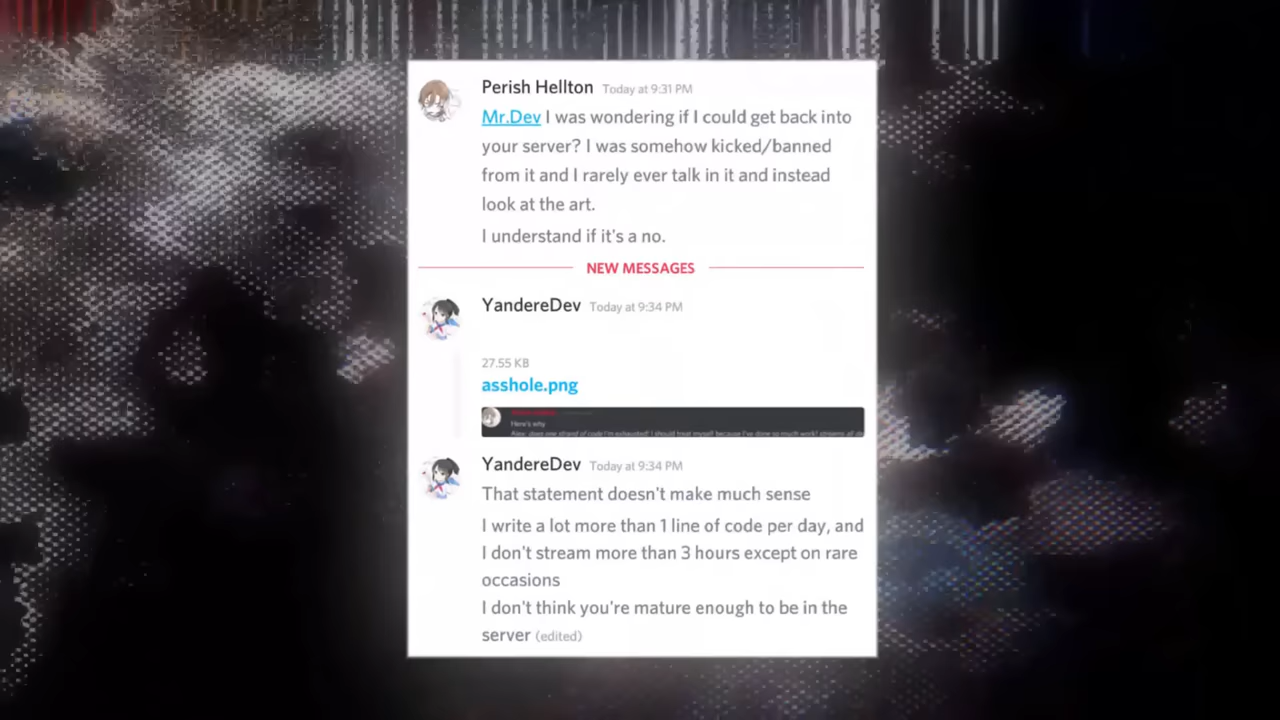 Perish Hellton Today at 9:31 PM
Mr.Dev I was wondering if I could get back into
your server? I was somehow kicked/banned
from it and I rarely ever talk in it and instead
look at the art.
I understand if it's a no.
NEW MESSAGES
YandereDev Today at 9:34 PM
27.55 KB
asshole.png
Here's why
YandereDev Today at 9:34 PM
That statement doesn't make much sense
I write a lot more than 1 line of code per day, and
I don't stream more than 3 hours except on rare
occasions
I don't think you're mature enough to be in the
server (edited)